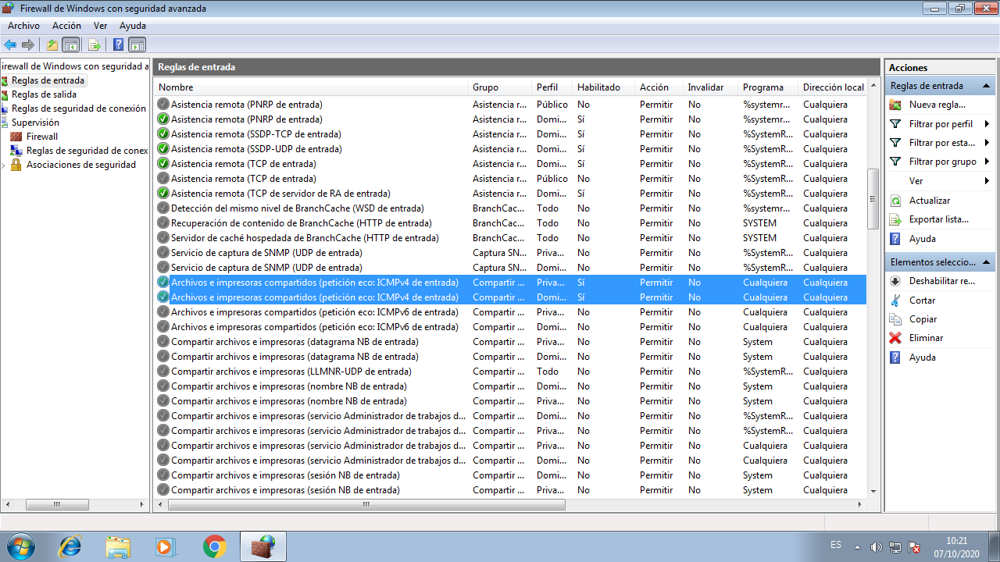 Firewall de Windows con seguridad avanzada
Archivo Acción Ver Ayuda
irewall de Windows con seguridad a
Reglas de entrada
Reglas de salida
Reglas de seguridad de conexión
Supervisión
Firewall
Reglas de seguridad de conex
Asociaciones de seguridad
Reglas de entrada
Nombre Grupo Perfil Habilitado Acción Invalidar Programa Dirección local
Asistencia remota (PNRP de entrada) Asistencia r... Público No Permitir No %systemr... Cualquiera
Asistencia remota (PNRP de entrada) Asistencia r... Domi... Sí Permitir No %systemr... Cualquiera
Asistencia remota (SSDP-TCP de entrada) Asistencia r... Domi... Sí Permitir No %SystemR... Cualquiera
Asistencia remota (SSDP-UDP de entrada) Asistencia r... Domi... Sí Permitir No %SystemR... Cualquiera
Asistencia remota (TCP de entrada) Asistencia r... Domi... Sí Permitir No %SystemR... Cualquiera
Asistencia remota (TCP de entrada) Asistencia r... Público No Permitir No %SystemR... Cualquiera
Asistencia remota (TCP de servidor de RA de entrada) Asistencia r... Domi... Sí Permitir No %SystemR... Cualquiera
Detección del mismo nivel de BranchCache (WSD de entrada) BranchCac... Todo No Permitir No %systemr... Cualquiera
Recuperación de contenido de BranchCache (HTTP de entrada) BranchCac... Todo No Permitir No SYSTEM Cualquiera
Servidor de caché hospedada de BranchCache (HTTP de entrada) BranchCac... Todo No Permitir No SYSTEM Cualquiera
Servicio de captura de SNMP (UDP de entrada) Captura SN... Priva... No Permitir No %SystemR... Cualquiera
Servicio de captura de SNMP (UDP de entrada) Captura SN... Domi... No Permitir No %SystemR... Cualquiera
Archivos e impresoras compartidos (petición eco: ICMPv4 de entrada) Compartir ... Priva... Sí Permitir No Cualquiera Cualquiera
Archivos e impresoras compartidos (petición eco: ICMPv4 de entrada) Compartir ... Domi... Sí Permitir No Cualquiera Cualquiera
Archivos e impresoras compartidos (petición eco: ICMPv6 de entrada) Compartir ... Priva... No Permitir No Cualquiera Cualquiera
Archivos e impresoras compartidos (petición eco: ICMPv6 de entrada) Compartir ... Domi... No Permitir No Cualquiera Cualquiera
Compartir archivos e impresoras (datagrama NB de entrada) Compartir ... Priva... No Permitir No System Cualquiera
Compartir archivos e impresoras (datagrama NB de entrada) Compartir ... Domi... No Permitir No System Cualquiera
Compartir archivos e impresoras (LLMNR-UDP de entrada) Compartir ... Todo No Permitir No %SystemR... Cualquiera
Compartir archivos e impresoras (nombre NB de entrada) Compartir ... Domi... No Permitir No System Cualquiera
Compartir archivos e impresoras (nombre NB de entrada) Compartir ... Priva... No Permitir No System Cualquiera
Compartir archivos e impresoras (servicio Administrador de trabajos d... Compartir ... Domi... No Permitir No %SystemR... Cualquiera
Compartir archivos e impresoras (servicio Administrador de trabajos d... Compartir ... Priva... No Permitir No %SystemR... Cualquiera
Compartir archivos e impresoras (servicio Administrador de trabajos d... Compartir ... Priva... No Permitir No Cualquiera Cualquiera
Compartir archivos e impresoras (servicio Administrador de trabajos d... Compartir ... Domi... No Permitir No Cualquiera Cualquiera
Compartir archivos e impresoras (sesión NB de entrada) Compartir ... Domi... No Permitir No System Cualquiera
Compartir archivos e impresoras (sesión NB de entrada) Compartir ... Priva... No Permitir No System Cualquiera
Acciones
Reglas de entrada
Nueva regla...
Filtrar por perfil
Filtrar por esta...
Filtrar por grupo
Ver
Actualizar
Exportar lista...
Ayuda
Elementos seleccio...
Deshabilitar re...
Cortar
Copiar
Eliminar
Ayuda
ES
10:21
07/10/2020